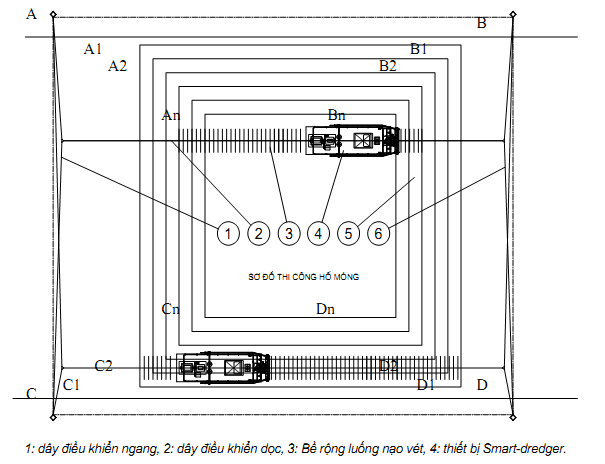 A
B
A1
B1
A2
B2
An
Bn
1
2
3
4
5
6
SƠ ĐỒ THI CÔNG HỐ MÓNG
Cn
Dn
C2
D2
C
C1
D1
D
1: dây điều khiển ngang, 2: dây điều khiển dọc, 3: Bề rộng luống nạo vét, 4: thiết bị Smart-dredger.